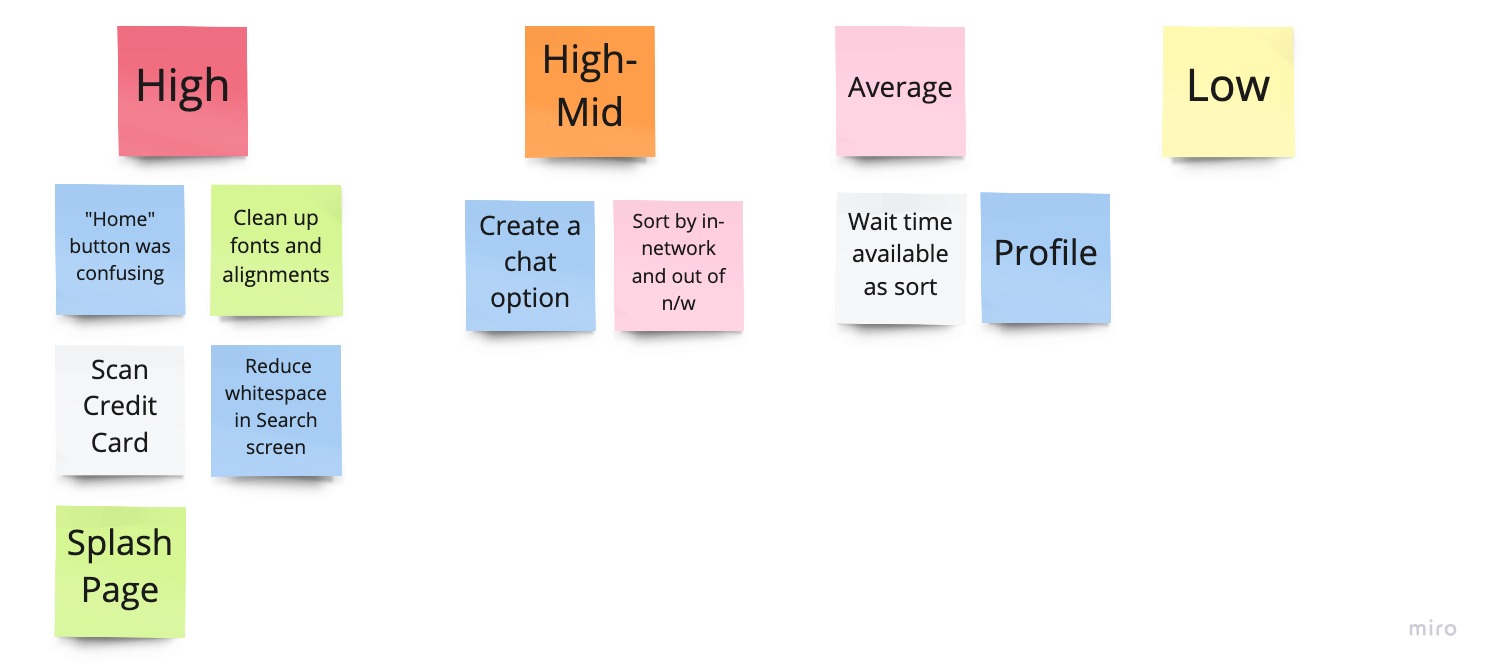 High
High-
Mid
Average
Low
"Home"
button was
confusing
Clean up
fonts and
alignments
Scan
Credit
Card
Reduce
whitespace
in Search
screen
Splash
Page
Create a
chat
option
Sort by in-
network
and out of
n/w
Wait time
available
as sort
Profile
miro